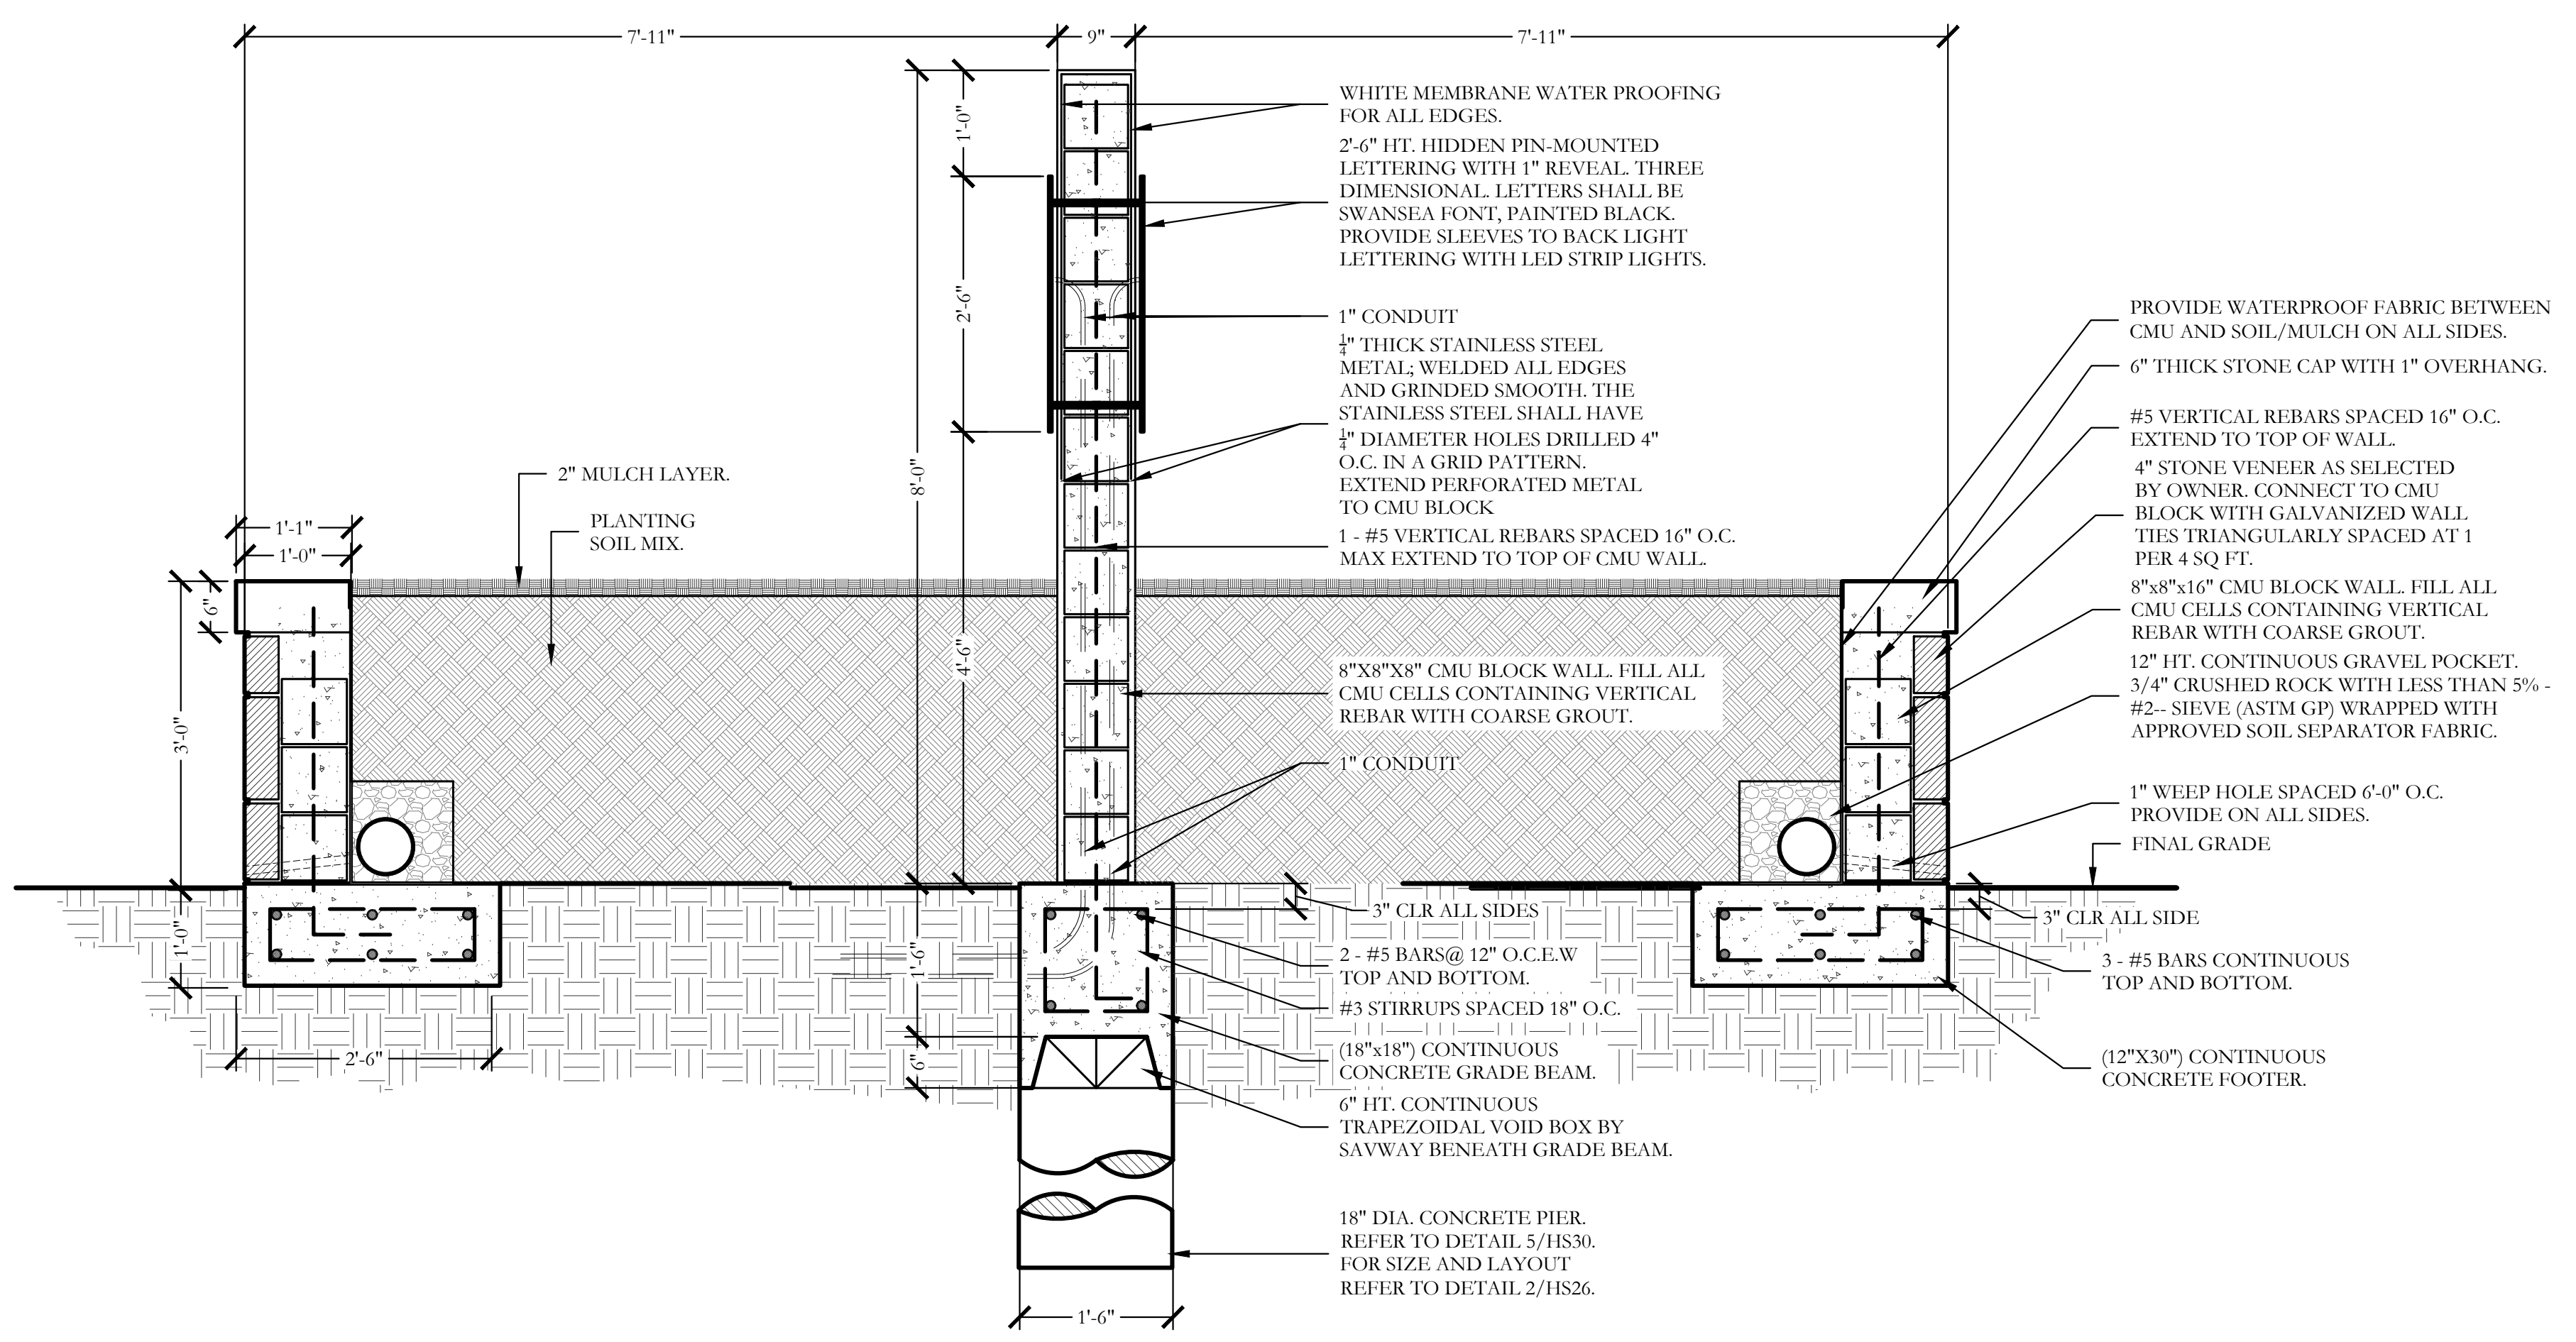 7'-11"
9"
7'-11"
1'-0"
2'-6"
8'-0"
4'-6"
WHITE MEMBRANE WATER PROOFING
FOR ALL EDGES.
2'-6" HT. HIDDEN PIN-MOUNTED
LETTERING WITH 1" REVEAL. THREE
DIMENSIONAL. LETTERS SHALL BE
SWANSEA FONT, PAINTED BLACK.
PROVIDE SLEEVES TO BACK LIGHT
LETTERING WITH LED STRIP LIGHTS.
1" CONDUIT
1/4" THICK STAINLESS STEEL
METAL; WELDED ALL EDGES
AND GRINDED SMOOTH. THE
STAINLESS STEEL SHALL HAVE
1/4" DIAMETER HOLES DRILLED 4"
O.C. IN A GRID PATTERN.
EXTEND PERFORATED METAL
TO CMU BLOCK
1 - #5 VERTICAL REBARS SPACED 16" O.C.
MAX EXTEND TO TOP OF CMU WALL.
8"X8"X8" CMU BLOCK WALL. FILL ALL
CMU CELLS CONTAINING VERTICAL
REBAR WITH COARSE GROUT.
1" CONDUIT
2" MULCH LAYER.
PLANTING
SOIL MIX.
1'-1"
1'-0"
6"
3'-0"
1'-0"
2'-6"
1'-6"
6"
3" CLR ALL SIDES
2 - #5 BARS@ 12" O.C.E.W
TOP AND BOTTOM.
#3 STIRRUPS SPACED 18" O.C.
(18"x18") CONTINUOUS
CONCRETE GRADE BEAM.
6" HT. CONTINUOUS
TRAPEZOIDAL VOID BOX BY
SAVWAY BENEATH GRADE BEAM.
18" DIA. CONCRETE PIER.
REFER TO DETAIL 5/HS30.
FOR SIZE AND LAYOUT
REFER TO DETAIL 2/HS26.
1'-6"
PROVIDE WATERPROOF FABRIC BETWEEN
CMU AND SOIL/MULCH ON ALL SIDES.
6" THICK STONE CAP WITH 1" OVERHANG.
#5 VERTICAL REBARS SPACED 16" O.C.
EXTEND TO TOP OF WALL.
4" STONE VENEER AS SELECTED
BY OWNER. CONNECT TO CMU
BLOCK WITH GALVANIZED WALL
TIES TRIANGULARLY SPACED AT 1
PER 4 SQ FT.
8"x8"x16" CMU BLOCK WALL. FILL ALL
CMU CELLS CONTAINING VERTICAL
REBAR WITH COARSE GROUT.
12" HT. CONTINUOUS GRAVEL POCKET.
3/4" CRUSHED ROCK WITH LESS THAN 5% -
#2-- SIEVE (ASTM GP) WRAPPED WITH
APPROVED SOIL SEPARATOR FABRIC.
1" WEEP HOLE SPACED 6'-0" O.C.
PROVIDE ON ALL SIDES.
FINAL GRADE
3" CLR ALL SIDE
3 - #5 BARS CONTINUOUS
TOP AND BOTTOM.
(12"X30") CONTINUOUS
CONCRETE FOOTER.